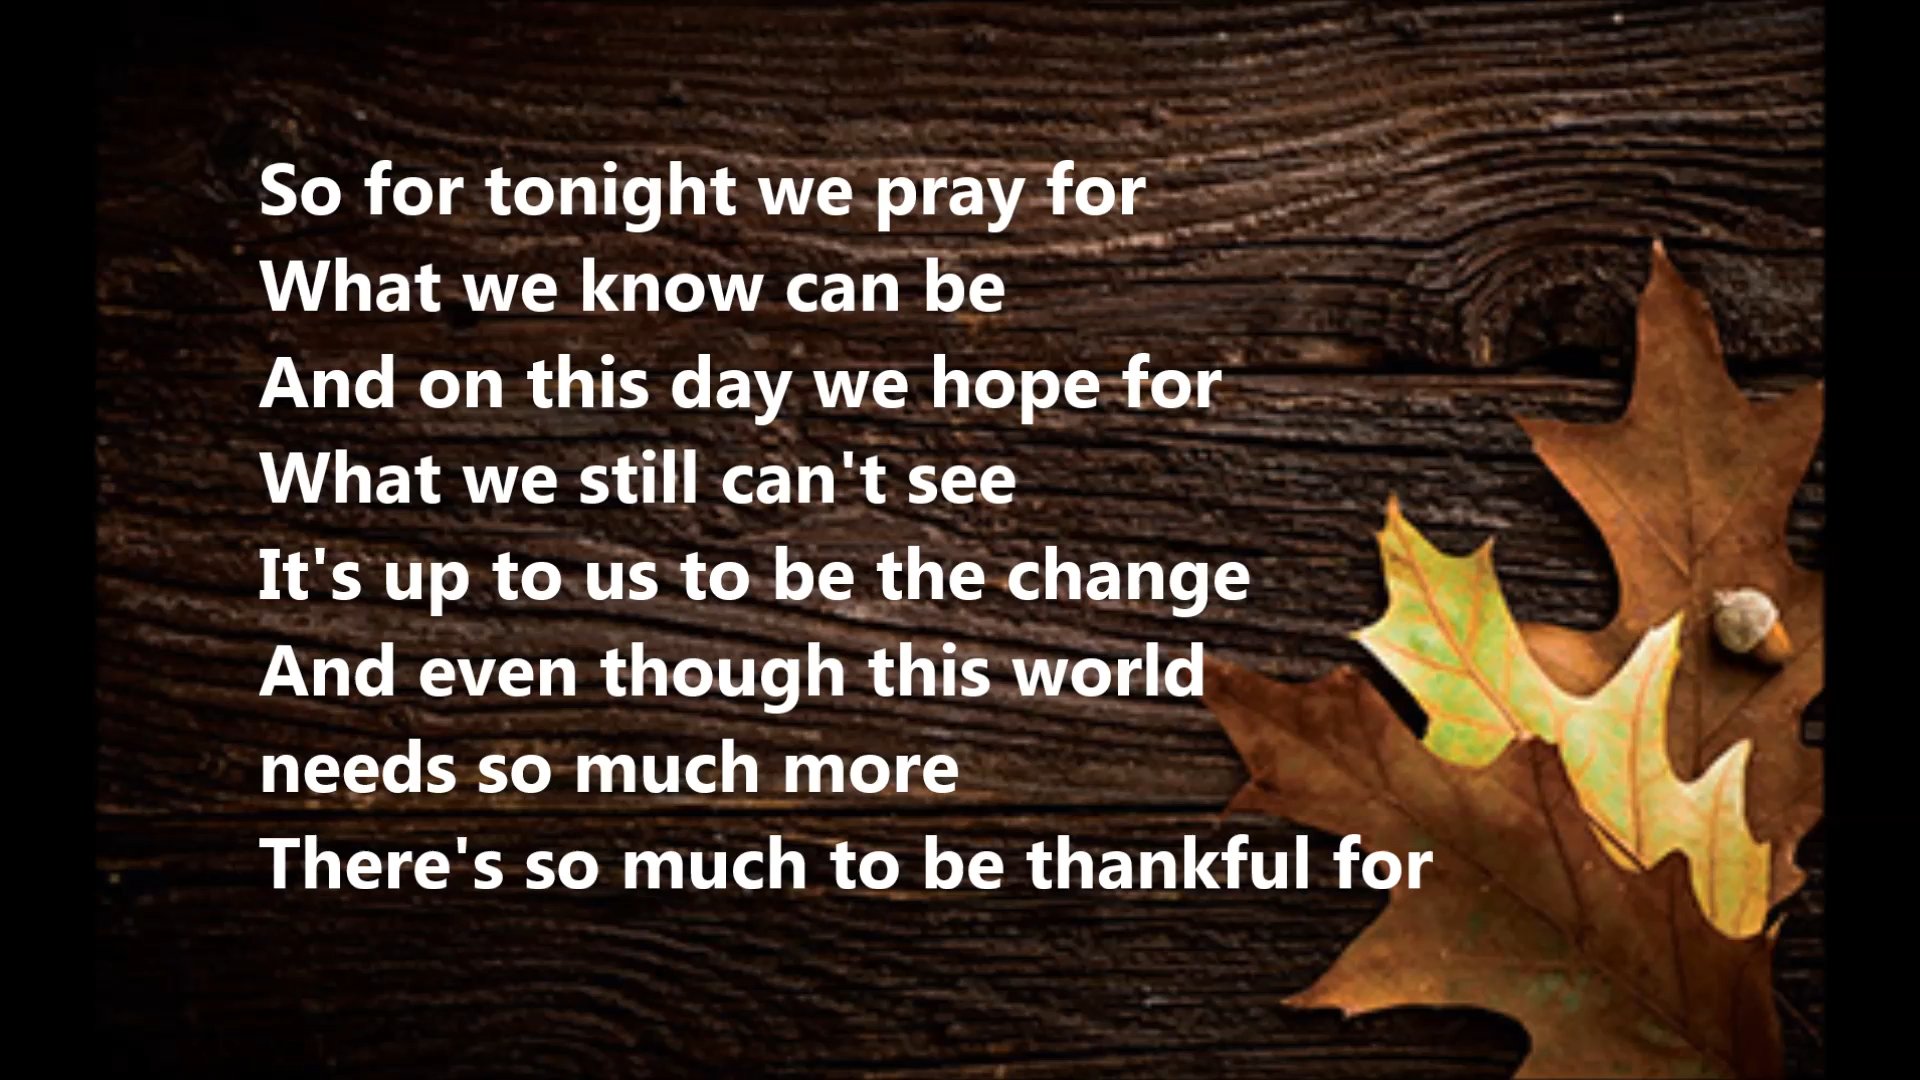 So for tonight we pray for
What we know can be
And on this day we hope for
What we still can't see
It's up to us to be the change
And even though this world
needs so much more
There's so much to be thankful for